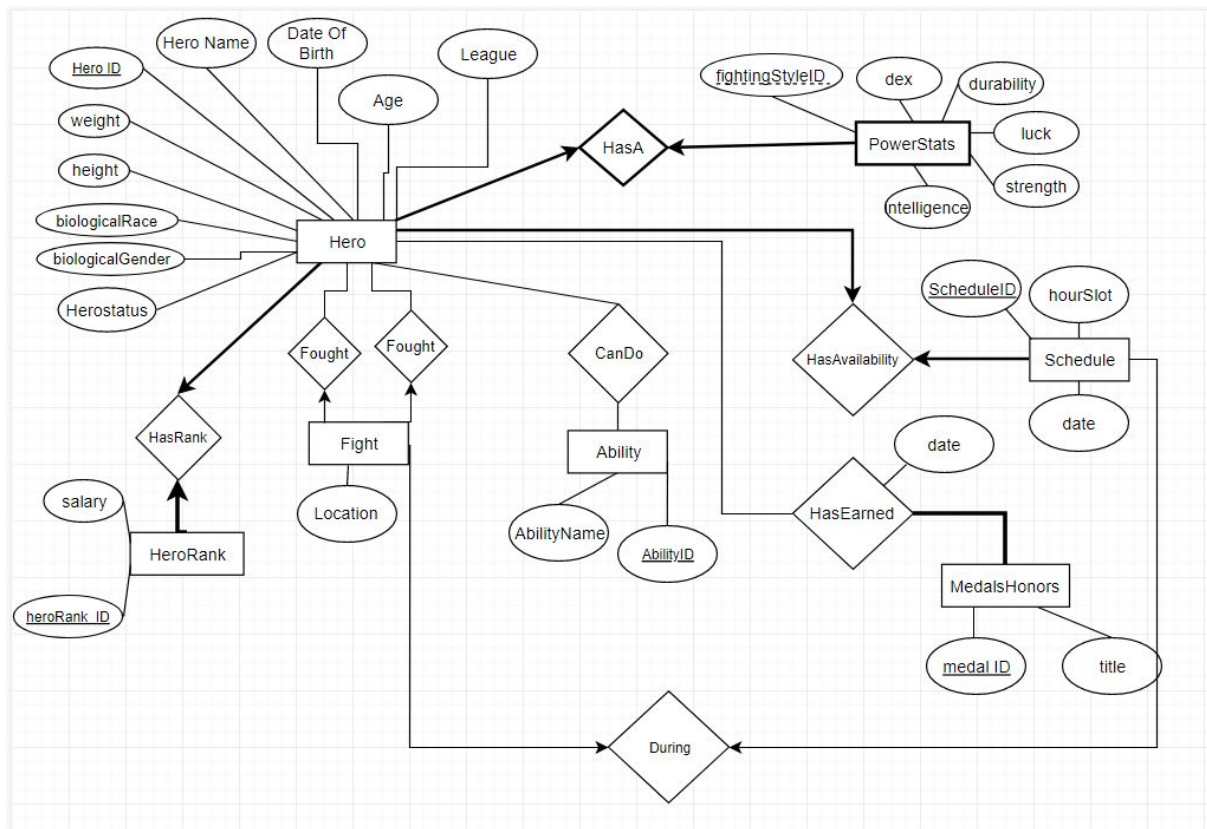 Hero Name
Date Of
Birth
League
Hero ID
Age
fightingStyleID
dex
durability
weight
luck
HasA
PowerStats
height
strength
intelligence
biologicalRace
Hero
biologicalGender
ScheduleID
hourSlot
Herostatus
Fought
Fought
CanDo
HasAvailability
Schedule
date
HasRank
Fight
Ability
date
salary
Location
AbilityName
HasEarned
HeroRank
AbilityID
MedalsHonors
heroRank_ID
medal ID
title
During